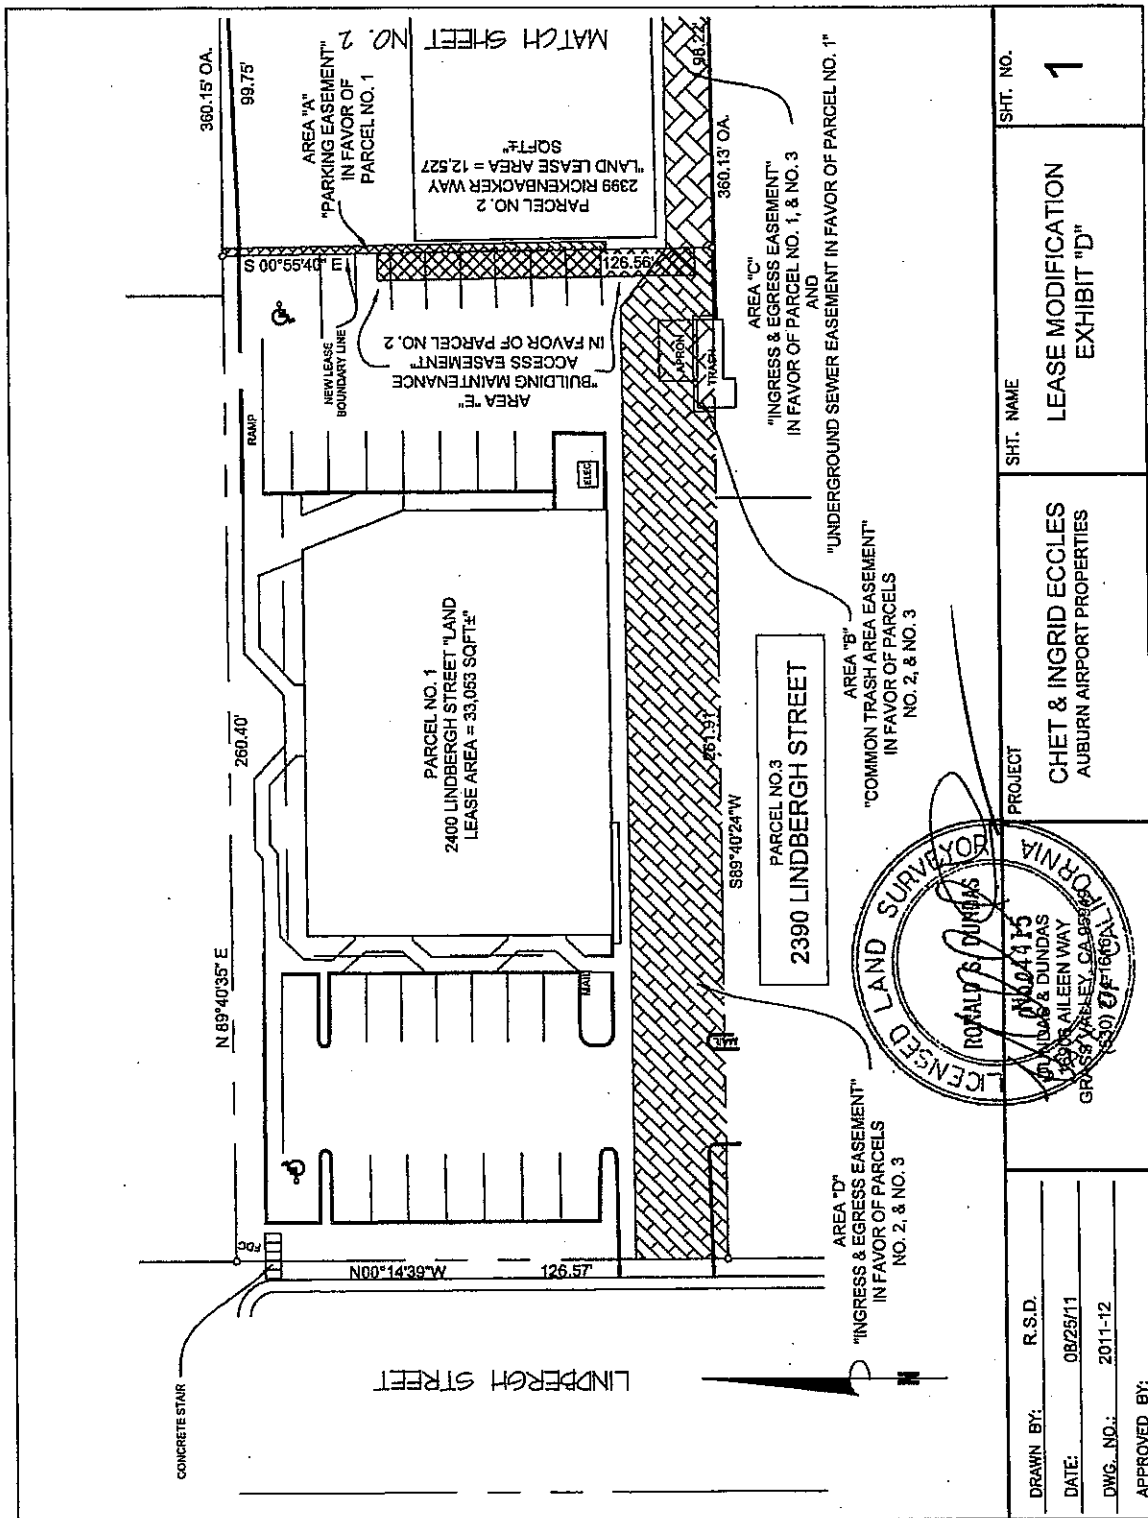 CONCRETE STAIR
LINDBERGH STREET
FDC
N 89°40'35" E
260.40'
360.15' OA.
99.75'
MATCH SHEET NO. 2
AREA "A"
"PARKING EASEMENT"
IN FAVOR OF
PARCEL NO. 1
RAMP
S 00°55'40" E
126.56'
NEW LEASE
BOUNDARY LINE
AREA "E"
"BUILDING MAINTENANCE
ACCESS EASEMENT"
IN FAVOR OF PARCEL NO. 2
PARCEL NO. 2
2399 RICKENBACKER WAY
"LAND LEASE AREA = 12,527
SQFT±"
PARCEL NO. 1
2400 LINDBERGH STREET "LAND
LEASE AREA = 33,053 SQFT±"
ELEC
MAIL
MAIL
N00°14'39"W
126.57'
APRON
TRASH
98.22'
360.13' OA.
261.91'
S89°40'24"W
PARCEL NO.3
2390 LINDBERGH STREET
AREA "C"
"INGRESS & EGRESS EASEMENT"
IN FAVOR OF PARCEL NO. 1, & NO. 3
AND
"UNDERGROUND SEWER EASEMENT IN FAVOR OF PARCEL NO. 1"
AREA "B"
"COMMON TRASH AREA EASEMENT"
IN FAVOR OF PARCELS
NO. 2, & NO. 3
AREA "D"
"INGRESS & EGRESS EASEMENT"
IN FAVOR OF PARCELS
NO. 2, & NO. 3
N
LICENSED LAND SURVEYOR
RONALD S. DUNDAS
No. 4415
OF CALIFORNIA
DUNDAS & DUNDAS
AILEEN WAY
GRASS VALLEY, CA
(530)
DRAWN BY: R.S.D.
DATE: 08/25/11
DWG. NO.: 2011-12
APPROVED BY:
PROJECT
CHET & INGRID ECCLES
AUBURN AIRPORT PROPERTIES
SHT. NAME
LEASE MODIFICATION
EXHIBIT "D"
SHT. NO.
1